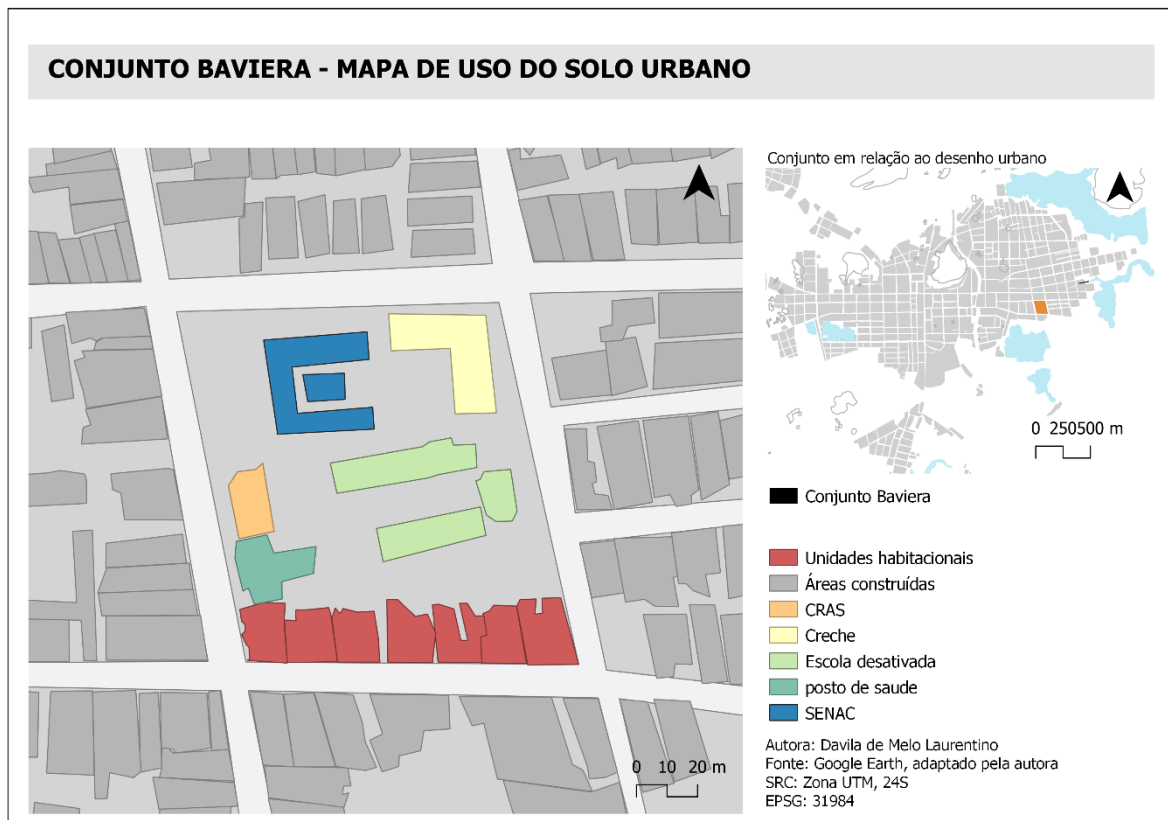 CONJUNTO BAVIERA - MAPA DE USO DO SOLO URBANO
Conjunto em relação ao desenho urbano
0 250500 m
Conjunto Baviera
Unidades habitacionais
Áreas construídas
CRAS
Creche
Escola desativada
posto de saude
SENAC
0 10 20 m
Autora: Davila de Melo Laurentino
Fonte: Google Earth, adaptado pela autora
SRC: Zona UTM, 24S
EPSG: 31984